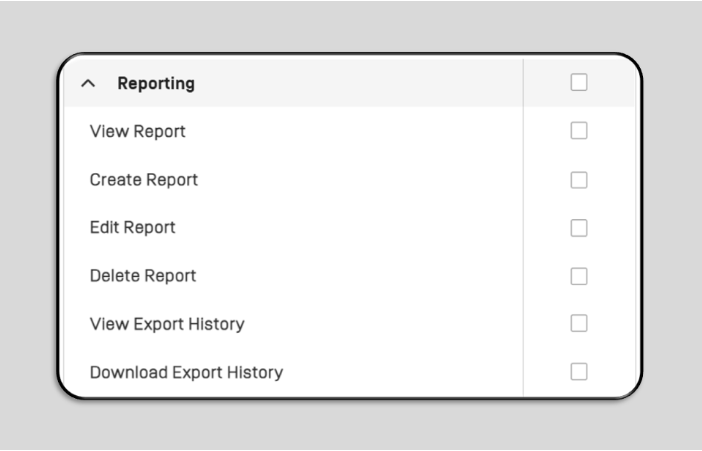 Reporting
View Report
Create Report
Edit Report
Delete Report
View Export History
Download Export History